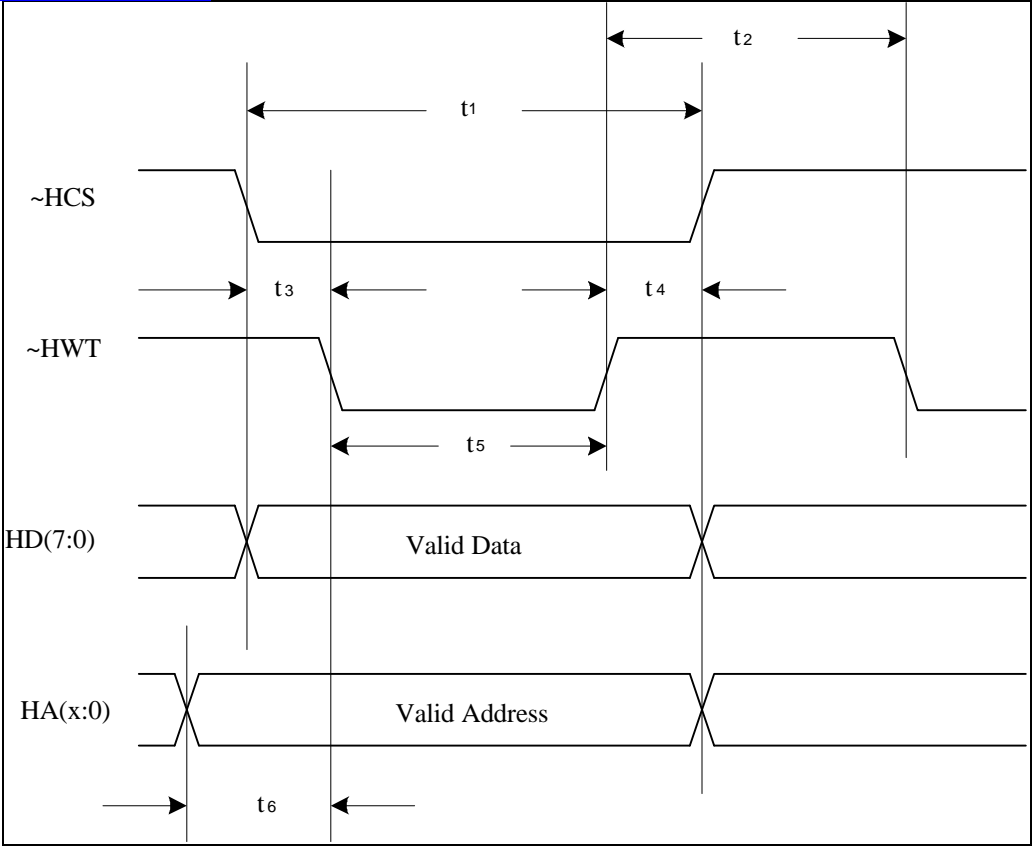 t2
t1
~HCS
t3
t4
~HWT
t5
HD(7:0)
Valid Data
HA(x:0)
Valid Address
t6